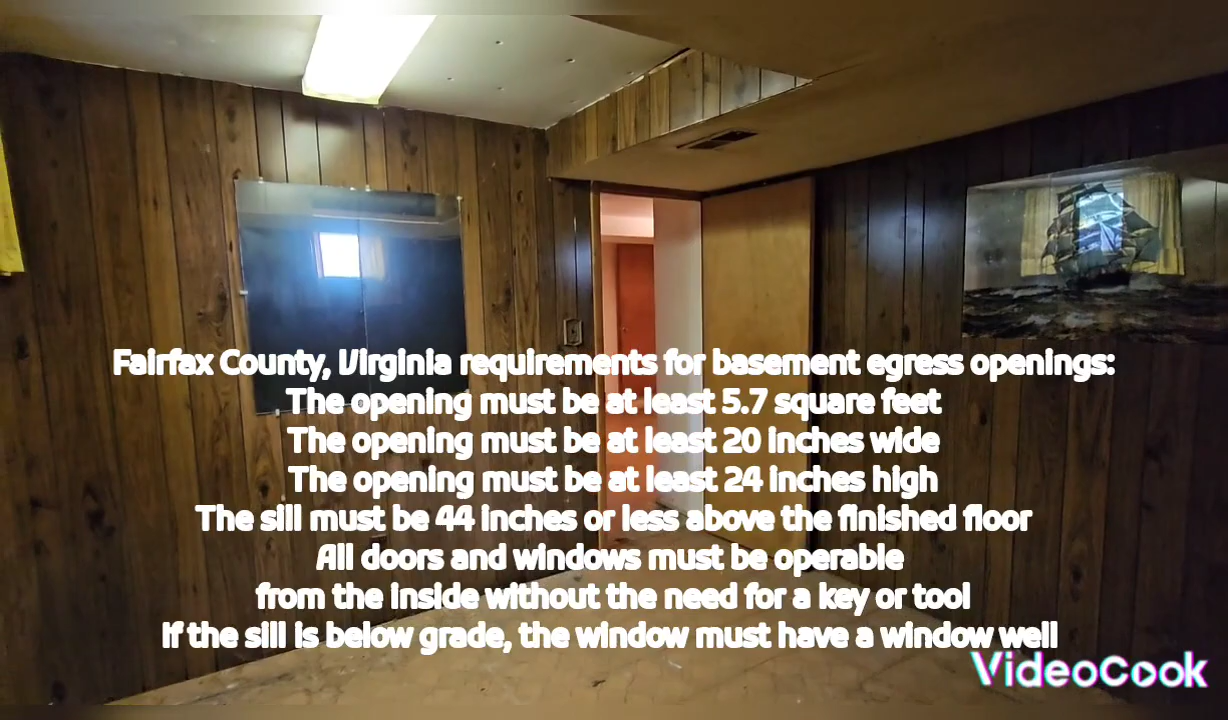 Fairfax County, Virginia requirements for basement egress openings:
The opening must be at least 5.7 square feet
The opening must be at least 20 inches wide
The opening must be at least 24 inches high
The sill must be 44 inches or less above the finished floor
All doors and windows must be operable
from the inside without the need for a key or tool
If the sill is below grade, the window must have a window well
VideoCook